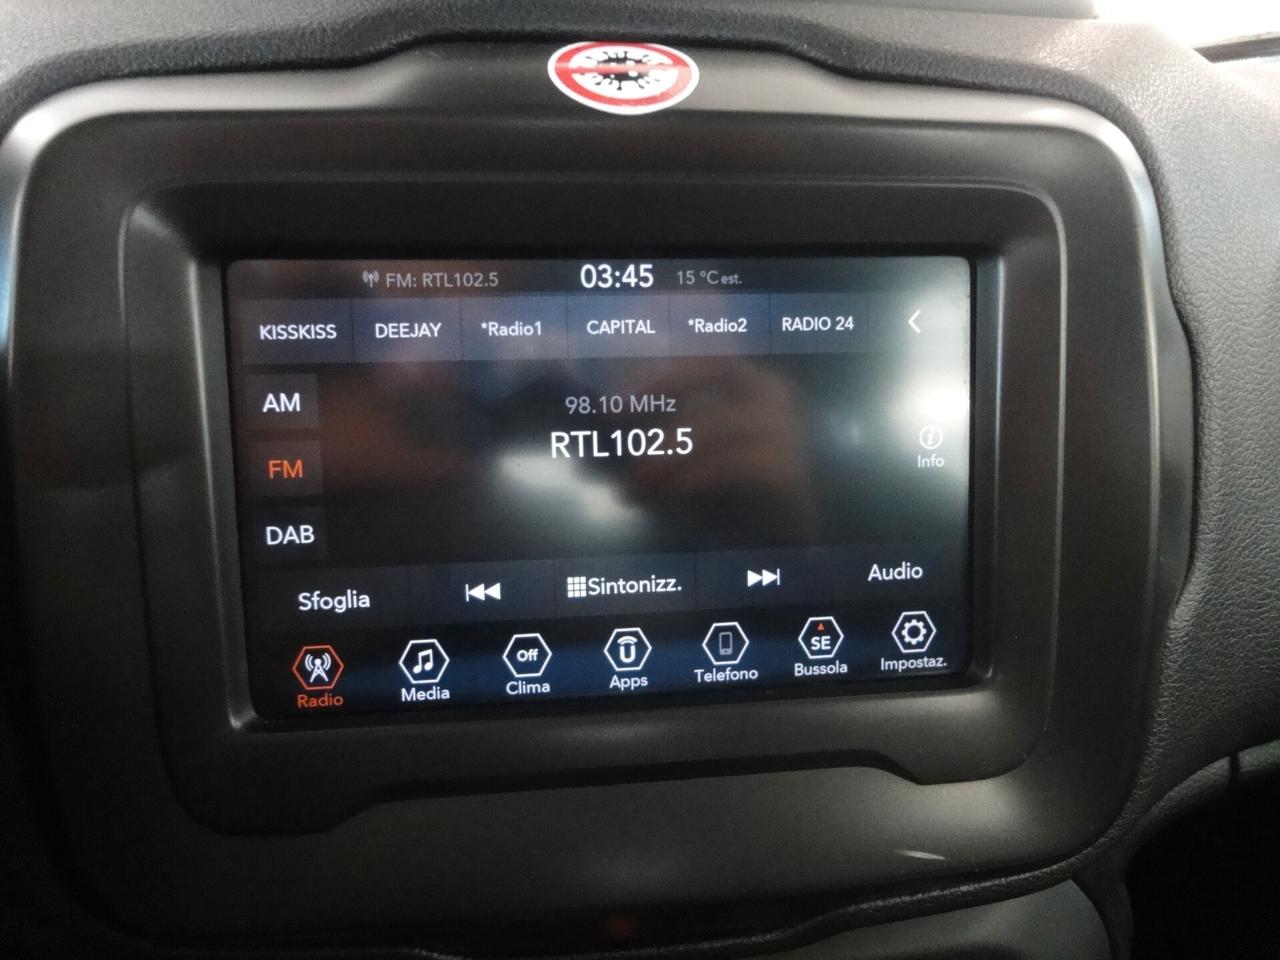 FM: RTL102.5 03:45 15 °C est.
KISSKISS DEEJAY *Radio1 CAPITAL *Radio2 RADIO 24
AM
98.10 MHz
RTL102.5
FM
Info
DAB
Sfoglia Sintonizz. Audio
Off U SE
Radio Media Clima Apps Telefono Bussola Impostaz.